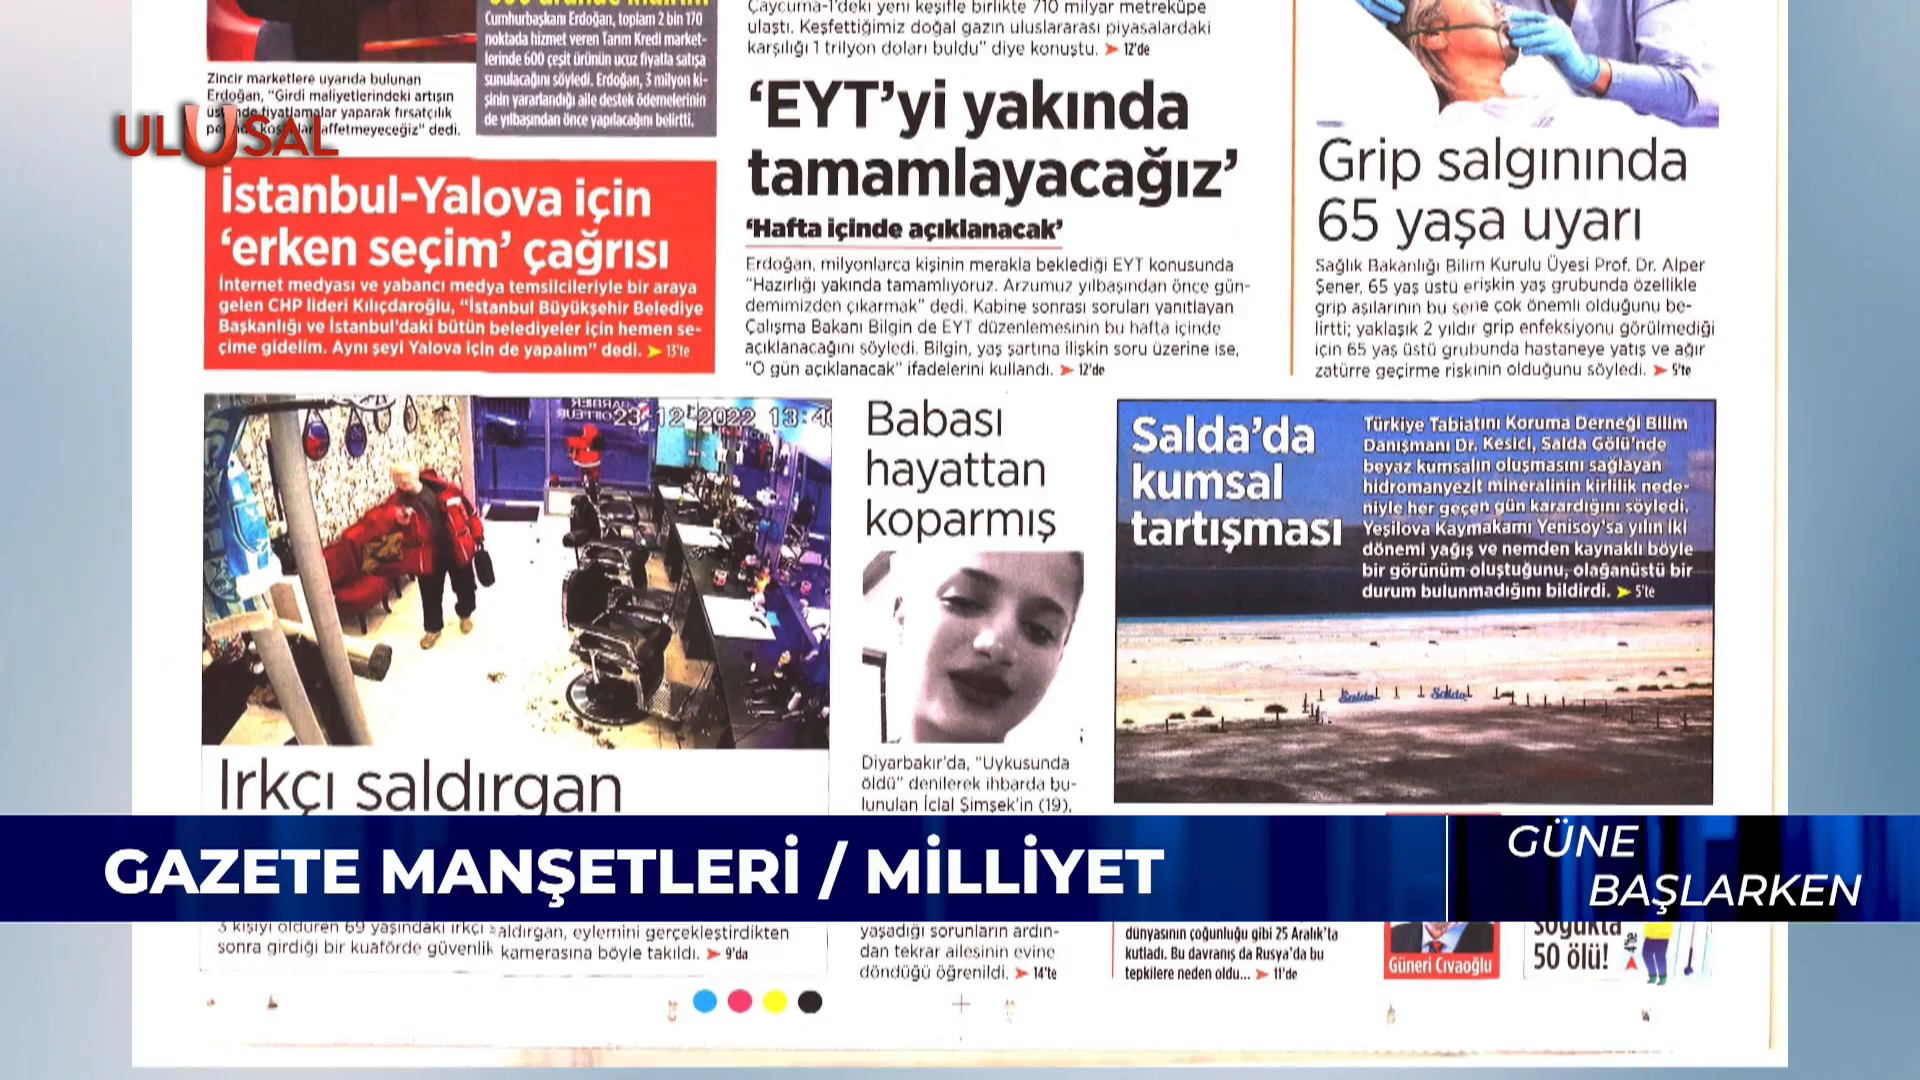 Cumhurbaşkanı Erdoğan, toplam 2 bin 170
noktada hizmet veren Tarım Kredi market-
lerinde 600 çeşit ürünün ucuz fiyatla satışa
sunulacağını söyledi. Erdoğan, 3 milyon ki-
şinin yararlandığı aile destek ödemelerinin
de yılbaşından önce yapılacağını belirtti.
Zincir marketlere uyarıda bulunan
Erdoğan, "Girdi maliyetlerindeki artışın
fiyatlamalar yaparak fırsatçılık
affetmeyeceğiz" dedi.
ULUSAL
İstanbul-Yalova için
'erken seçim' çağrısı
İnternet medyası ve yabancı medya temsilcileriyle bir araya
gelen CHP lideri Kılıçdaroğlu, "İstanbul Büyükşehir Belediye
Başkanlığı ve İstanbul'daki bütün belediyeler için hemen se-
çime gidelim. Aynı şeyi Yalova için de yapalım" dedi. ➤ 13'te
Çaycuma-1'deki yeni keşifle birlikte 710 milyar metreküpe
ulaştı. Keşfettiğimiz doğal gazın uluslararası piyasalardaki
karşılığı 1 trilyon doları buldu" diye konuştu. ➤ 12'de
'EYT'yi yakında
tamamlayacağız'
'Hafta içinde açıklanacak'
Erdoğan, milyonlarca kişinin merakla beklediği EYT konusunda
"Hazırlığı yakında tamamlıyoruz. Arzumuz yılbaşından önce gün-
demimizden çıkarmak" dedi. Kabine sonrası soruları yanıtlayan
Çalışma Bakanı Bilgin de EYT düzenlemesinin bu hafta içinde
açıklanacağını söyledi. Bilgin, yaş şartına ilişkin soru üzerine ise,
"O gün açıklanacak" ifadelerini kullandı. ➤ 12'de
Grip salgınında
65 yaşa uyarı
Sağlık Bakanlığı Bilim Kurulu Üyesi Prof. Dr. Alper
Şener, 65 yaş üstü erişkin yaş grubunda özellikle
grip aşılarının bu sene çok önemli olduğunu be-
lirtti; yaklaşık 2 yıldır grip enfeksiyonu görülmediği
için 65 yaş üstü grubunda hastaneye yatış ve ağır
zatürre geçirme riskinin olduğunu söyledi. ➤ 5'te
23-12-2022 13:40
Irkçı saldırgan
3 kişiyi öldüren 69 yaşındaki ırkçı saldırgan, eylemini gerçekleştirdikten
sonra girdiği bir kuaförde güvenlik kamerasına böyle takıldı. ➤ 9'da
Babası
hayattan
koparmış
Diyarbakır'da, "Uykusunda
öldü" denilerek ihbarda bu-
lunulan İclal Şimşek'in (19),
yaşadığı sorunların ardın-
dan tekrar ailesinin evine
döndüğü öğrenildi. ➤ 14'te
Salda'da
kumsal
tartışması
Türkiye Tabiatını Koruma Derneği Bilim
Danışmanı Dr. Kesici, Salda Gölü'nde
beyaz kumsalın oluşmasını sağlayan
hidromanyezit mineralinin kirlilik nede-
niyle her geçen gün karardığını söyledi.
Yeşilova Kaymakamı Yenisoy'sa yılın iki
dönemi yağış ve nemden kaynaklı böyle
bir görünüm oluştuğunu, olağanüstü bir
durum bulunmadığını bildirdi. ➤ 5'te
Salda Salda
dünyasının çoğunluğu gibi 25 Aralık'ta
kutladı. Bu davranış da Rusya'da bu
tepkilere neden oldu... ➤ 11'de
Güneri Cıvaoğlu
soğukta
50 ölü!
4'te
GAZETE MANŞETLERİ / MİLLİYET
GÜNE
BAŞLARKEN